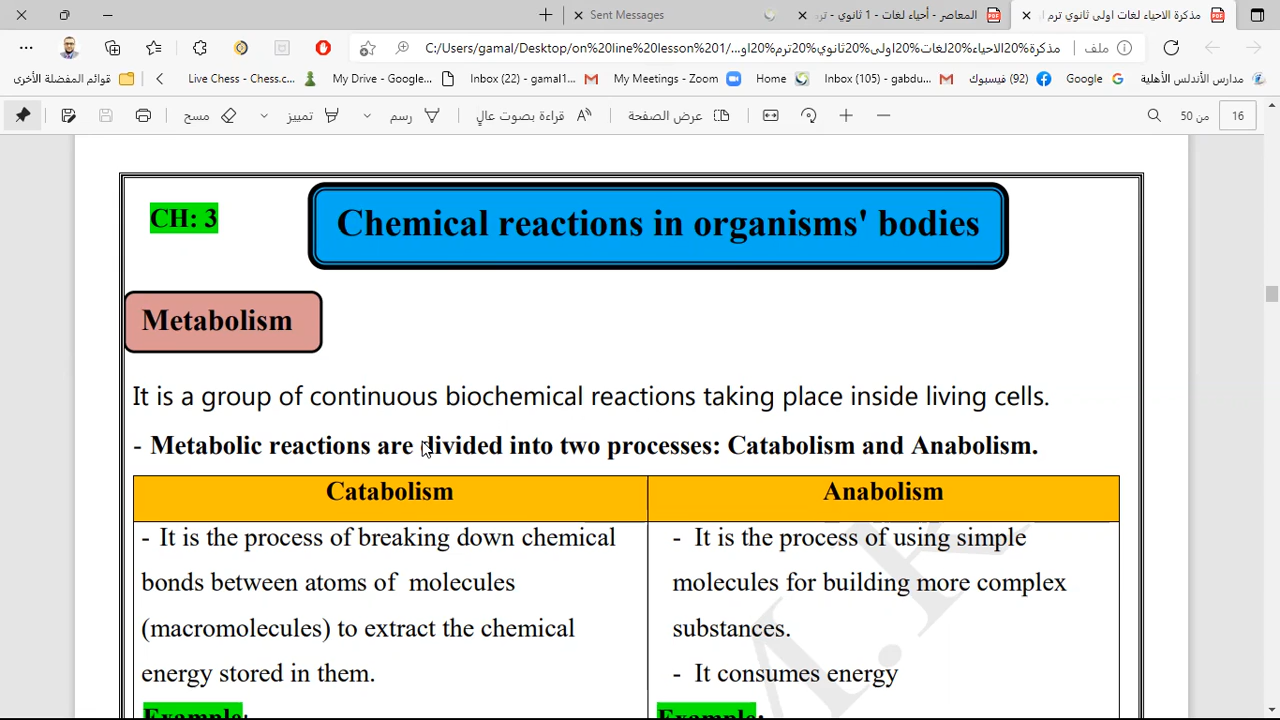 Sent Messages
المعاصر - أحياء لغات - 1 ثانوي - تر
مذكرة الاحياء لغات اولى ثانوي ترم ا
C:/Users/gamal/Desktop/on%20line%20lesson%201/...مذكرة%20الاحياء%20لغات%20اولى%20ثانوي%20ترم%20او
ملف
قوائم المفضلة الأخرى
Live Chess - Chess.c...
My Drive - Google...
Inbox (22) - gamal1...
My Meetings - Zoom
Home
Inbox (105) - gabdu...
(92) فيسبوك
Google
مدارس الأندلس الأهلية
مسح
تمييز
رسم
قراءة بصوت عالٍ
عرض الصفحة
من 50
16
CH: 3
Chemical reactions in organisms' bodies
Metabolism
It is a group of continuous biochemical reactions taking place inside living cells.
- Metabolic reactions are divided into two processes: Catabolism and Anabolism.
Catabolism
- It is the process of breaking down chemical
bonds between atoms of molecules
(macromolecules) to extract the chemical
energy stored in them.
Example:
Anabolism
- It is the process of using simple
molecules for building more complex
substances.
- It consumes energy
Example: